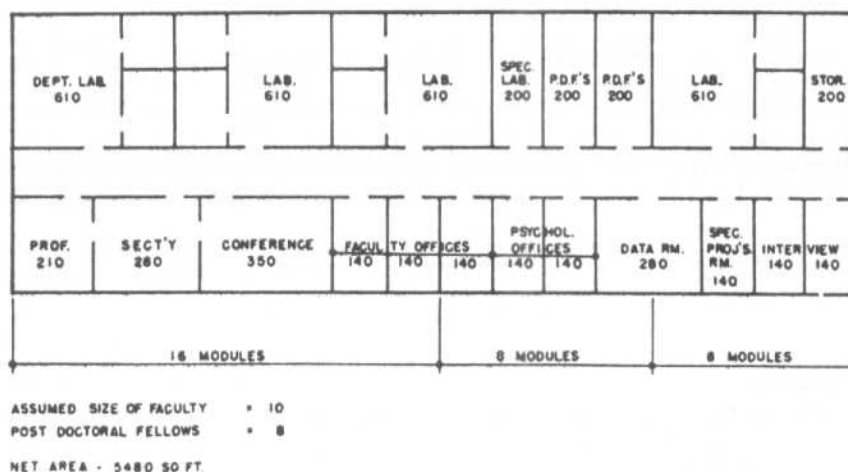 DEPT. LAB.
610
LAB.
610
LAB.
610
SPEC.
LAB.
200
P.D.F'S
200
P.D.F'S
200
LAB.
610
STOR.
200
PROF.
210
SECT'Y
280
CONFERENCE
350
FACULTY OFFICES
140 140 140
PSYCHOL.
OFFICES
140 140
DATA RM.
280
SPEC.
PROJ'S.
RM.
140
INTERVIEW
140 140
16 MODULES
8 MODULES
8 MODULES
ASSUMED SIZE OF FACULTY = 10
POST DOCTORAL FELLOWS = 8
NET AREA - 5480 SQ FT.